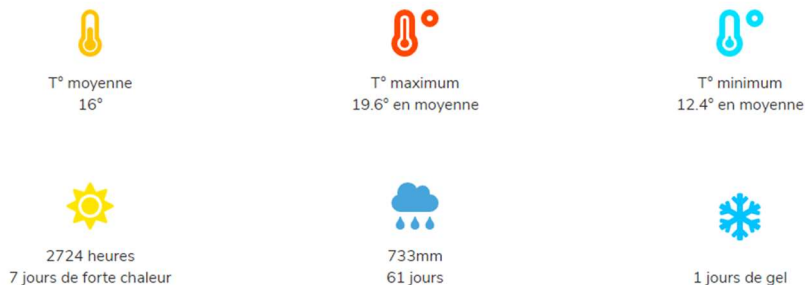 T° moyenne
16°
T° maximum
19.6° en moyenne
T° minimum
12.4° en moyenne
2724 heures
7 jours de forte chaleur
733mm
61 jours
1 jours de gel